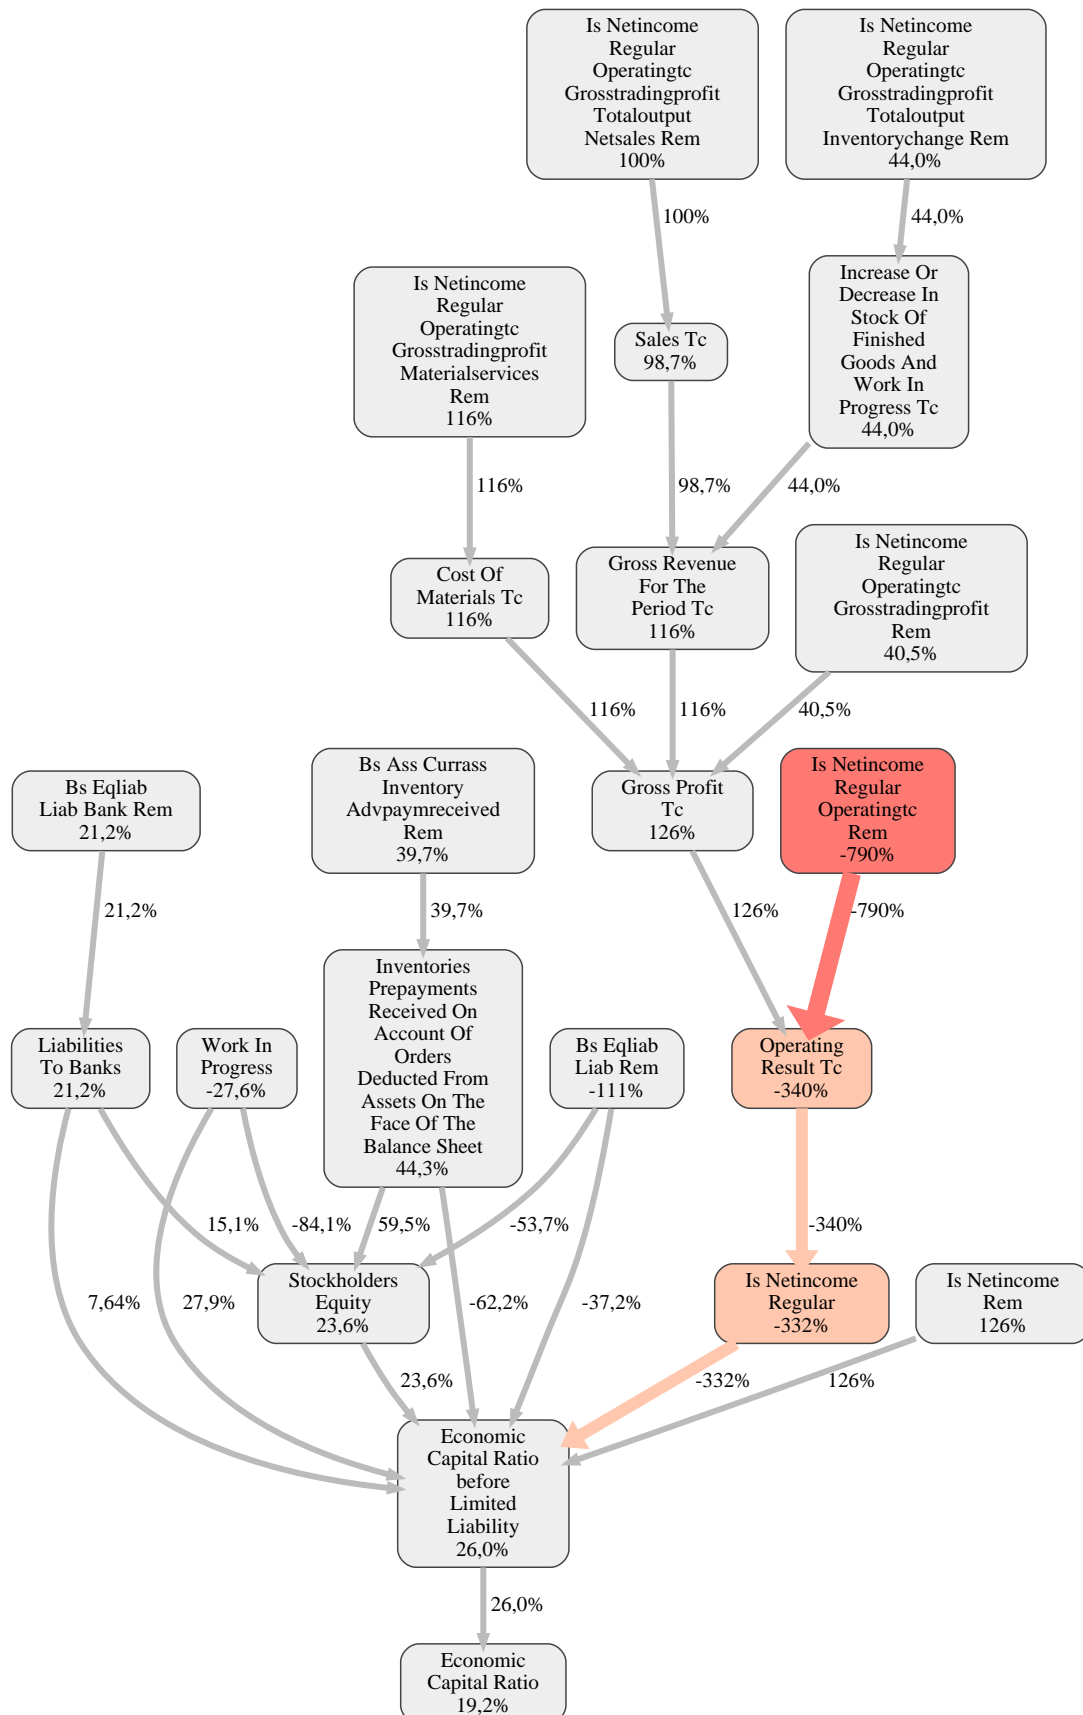 Is Netincome
Regular
Operatingtc
Grosstradingprofit
Totaloutput
Netsales Rem
100%
Is Netincome
Regular
Operatingtc
Grosstradingprofit
Totaloutput
Inventorychange Rem
44,0%
100%
44,0%
Is Netincome
Regular
Operatingtc
Grosstradingprofit
Materialservices
Rem
116%
Sales Tc
98,7%
Increase Or
Decrease In
Stock Of
Finished
Goods And
Work In
Progress Tc
44,0%
116%
98,7%
44,0%
Cost Of
Materials Tc
116%
Gross Revenue
For The
Period Tc
116%
Is Netincome
Regular
Operatingtc
Grosstradingprofit
Rem
40,5%
116%
116%
40,5%
Bs Eqliab
Liab Bank Rem
21,2%
Bs Ass Currass
Inventory
Advpaymreceived
Rem
39,7%
Gross Profit
Tc
126%
Is Netincome
Regular
Operatingtc
Rem
-790%
21,2%
39,7%
126%
-790%
Liabilities
To Banks
21,2%
Work In
Progress
-27,6%
Inventories
Prepayments
Received On
Account Of
Orders
Deducted From
Assets On The
Face Of The
Balance Sheet
44,3%
Bs Eqliab
Liab Rem
-111%
Operating
Result Tc
-340%
15,1%
-84,1%
59,5%
-53,7%
-340%
Stockholders
Equity
23,6%
Is Netincome
Regular
-332%
Is Netincome
Rem
126%
7,64%
27,9%
-62,2%
-37,2%
23,6%
-332%
126%
Economic
Capital Ratio
before
Limited
Liability
26,0%
26,0%
Economic
Capital Ratio
19,2%